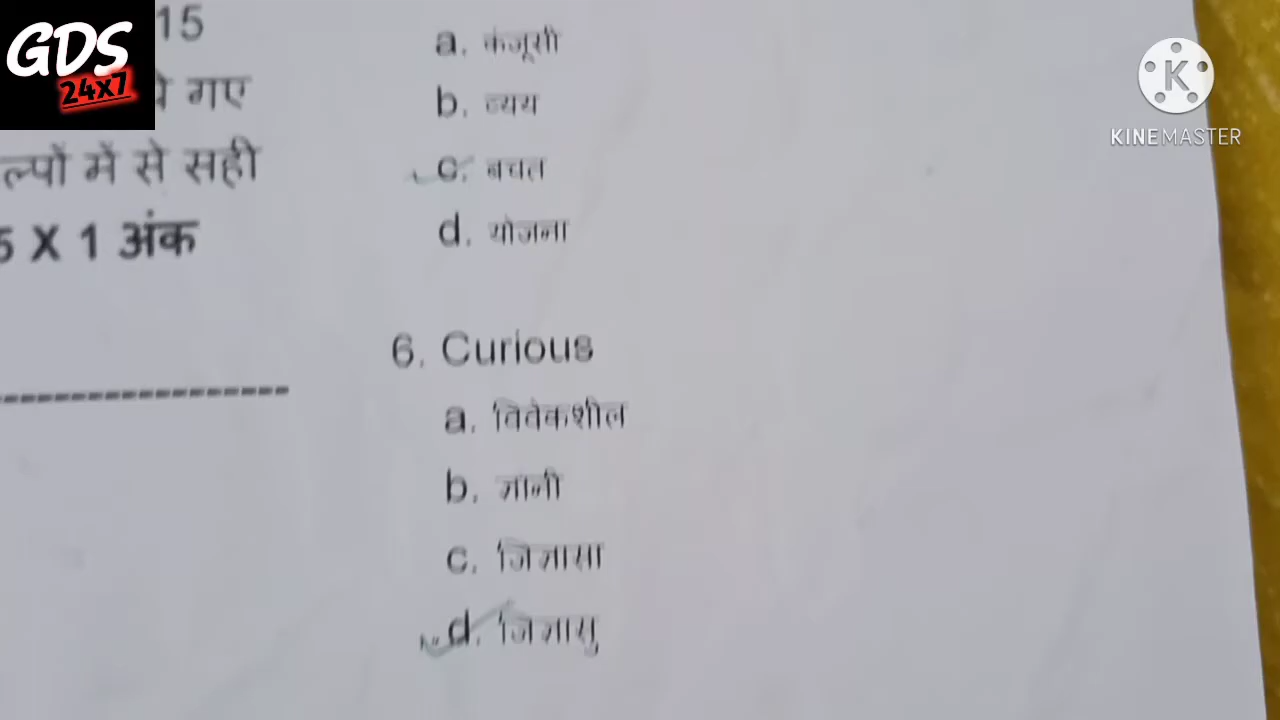 GDS
24x7
KINEMASTER
15
गए
ल्पों में से सही
5 X 1 अंक
a. कंजूसी
b. व्यय
c. बचत
d. योजना
6. Curious
a. विवेकशील
b. ज्ञानी
c. जिज्ञासा
d. जिज्ञासु